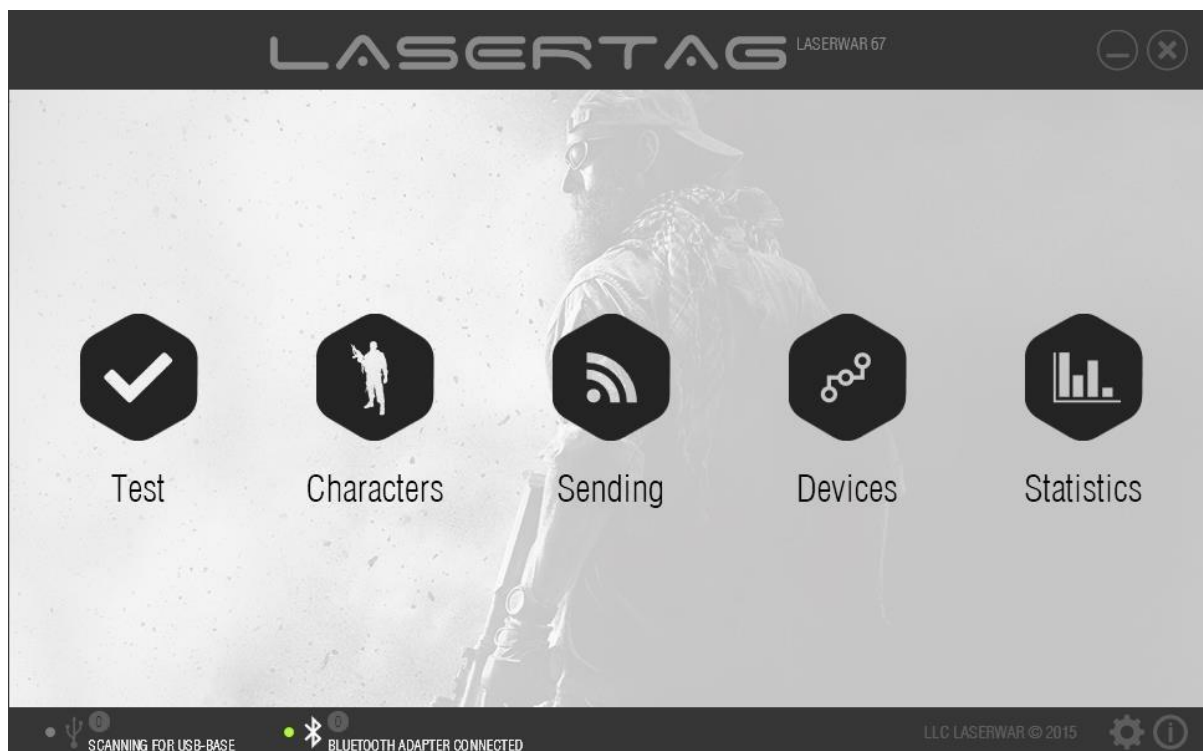 LASERTAG LASERWAR 67
Test Characters Sending Devices Statistics
0 0
SCANNING FOR USB-BASE BLUETOOTH ADAPTER CONNECTED LLC LASERWAR © 2015